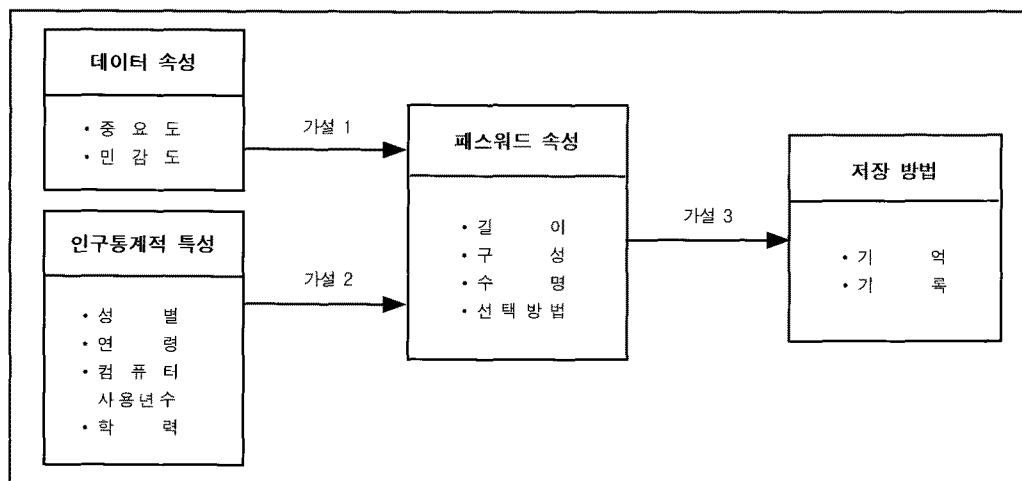 데이터 속성
• 중 요 도
• 민 감 도
가설 1
인구통계적 특성
• 성 별
• 연 령
• 컴 퓨 터
사용년수
• 학 력
가설 2
패스워드 속성
• 길 이
• 구 성
• 수 명
• 선택방법
가설 3
저장 방법
• 기 억
• 기 록